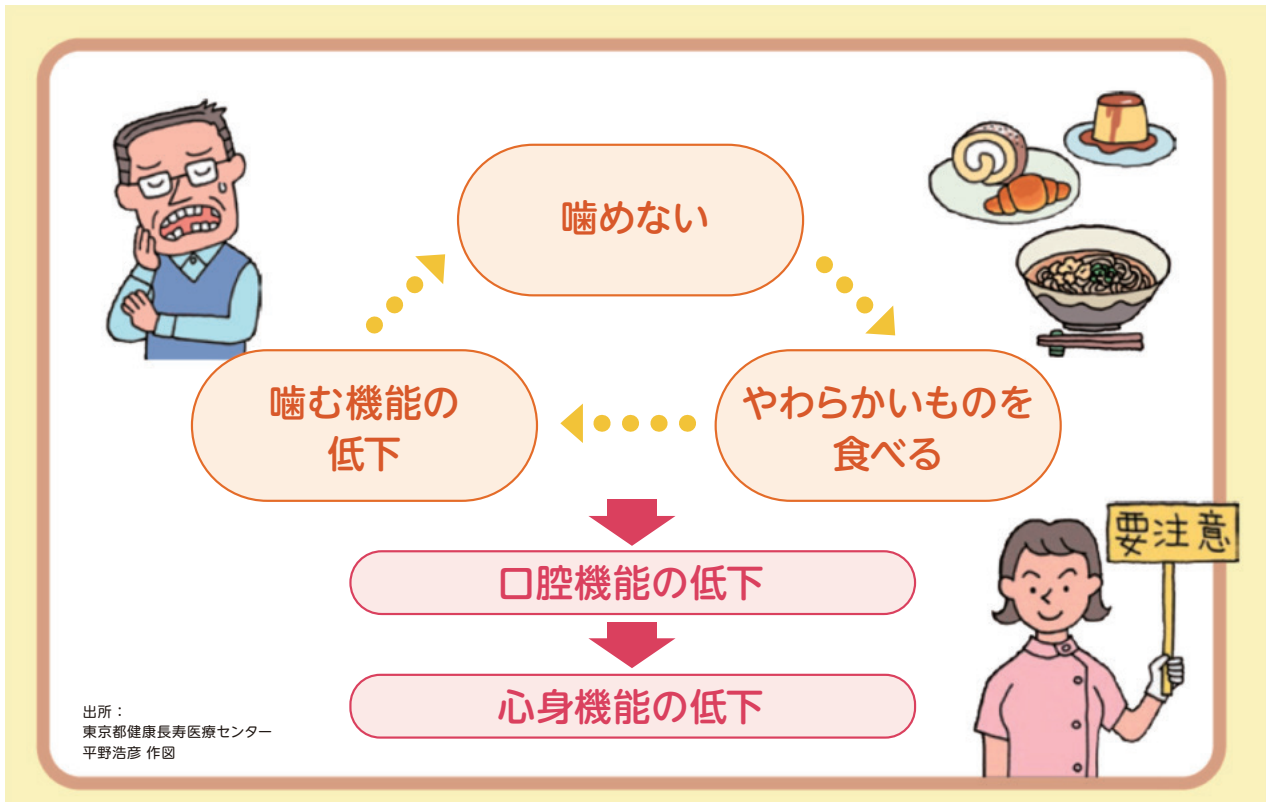 噛めない
やわらかいものを
食べる
噛む機能の
低下
口腔機能の低下
心身機能の低下
要注意
出所：
東京都健康長寿医療センター
平野浩彦 作図